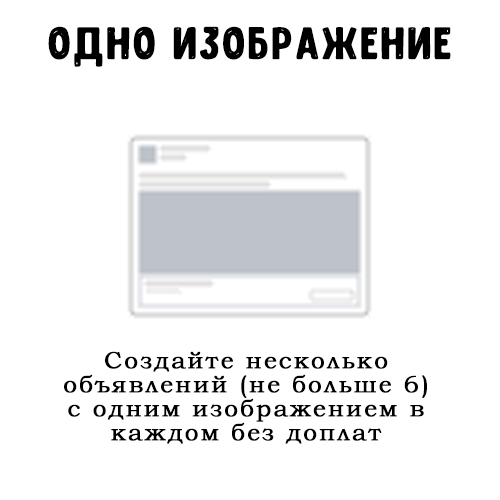 ОДНО ИЗОБРАЖЕНИЕ
Создайте несколько
объявлений (не больше 6)
с одним изображением в
каждом без доплат